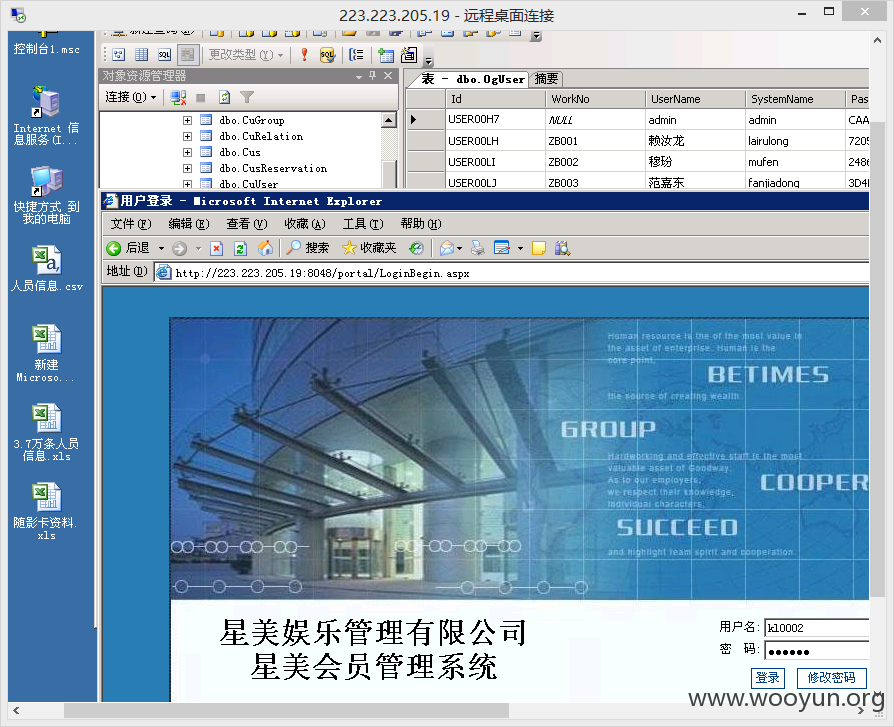 223.223.205.19 - 远程桌面连接
控制台1.msc
Internet 信
息服务(I...
快捷方式 到
我的电脑
人员信息.csv
新建
Microso...
3.7万条人员
信息.xls
随影卡资料.
xls
更改类型(Y)
对象资源管理器
连接(O)
dbo.CuGroup
dbo.CuRelation
dbo.Cus
dbo.CusReservation
dbo.CuUser
表 - dbo.OgUser 摘要
Id WorkNo UserName SystemName Pas
USER00H7 NULL admin admin CAA
USER00LH ZB001 赖汝龙 lairulong 7205
USER00LI ZB002 穆玢 mufen 2486
USER00LJ ZB003 范嘉东 fanjiadong 3D4
用户登录 - Microsoft Internet Explorer
文件(F) 编辑(E) 查看(V) 收藏(A) 工具(T) 帮助(H)
后退 搜索 收藏夹
地址(D) http://223.223.205.19:8048/portal/LoginBegin.aspx
Human resource is the of the most value in
the asset of enterprise. Human is the
core point.
BETIMES
the source of creating wealth.
GROUP
Hardworking and effective staff is the most
valuable asset of Goodway.
As to our employers,
we respect their knowledge,
individual characters.
COOPER
SUCCEED
and highlight team spirit and cooperation.
星美娱乐管理有限公司
星美会员管理系统
用户名: kl0002
密 码: ●●●●●●
登录 修改密码
www.wooyun.org